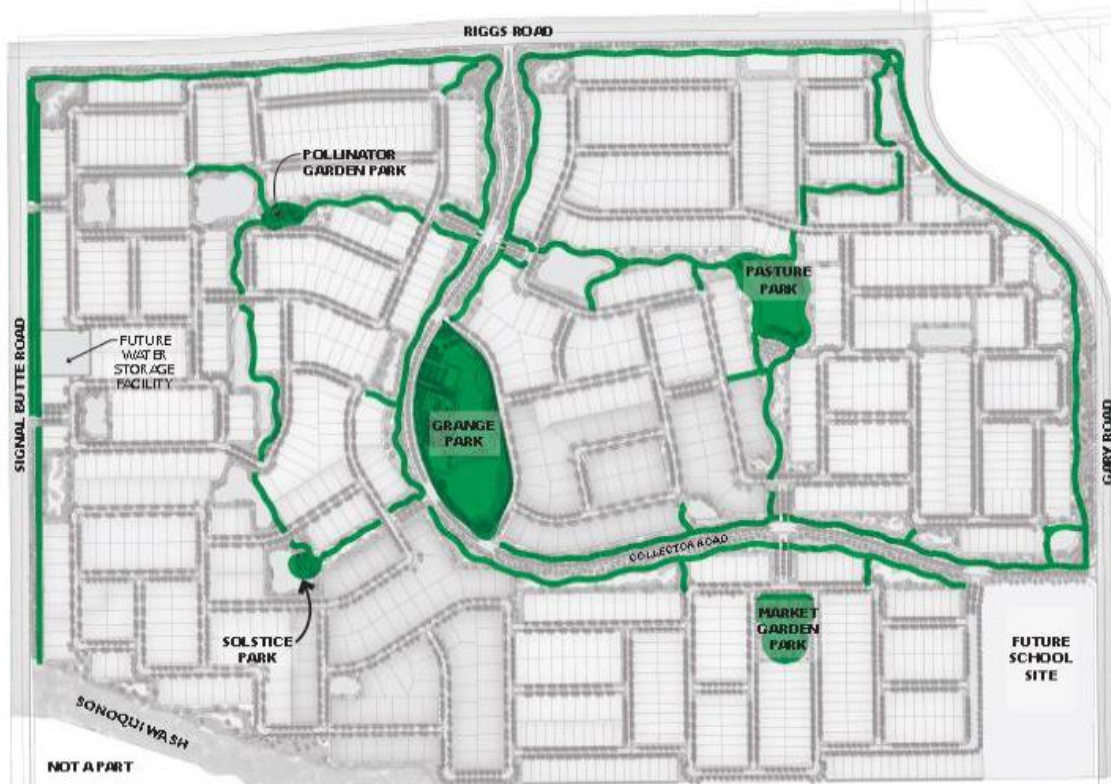 RIGGS ROAD
POLLINATOR
GARDEN PARK
PASTURE
PARK
FUTURE
WATER
STORAGE
FACILITY
SIGNAL BUTTE ROAD
GRANGE
PARK
GARY ROAD
COLLECTOR ROAD
MARKET
GARDEN
PARK
SOLSTICE
PARK
FUTURE
SCHOOL
SITE
SONOQUI WASH
NOT A PART